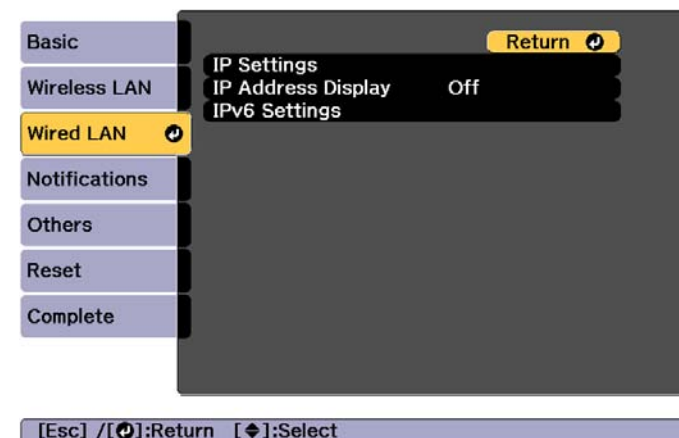 Basic
Wireless LAN
Wired LAN
Notifications
Others
Reset
Complete
Return
IP Settings
IP Address Display Off
IPv6 Settings
[Esc] /[⏎]:Return [◆]:Select